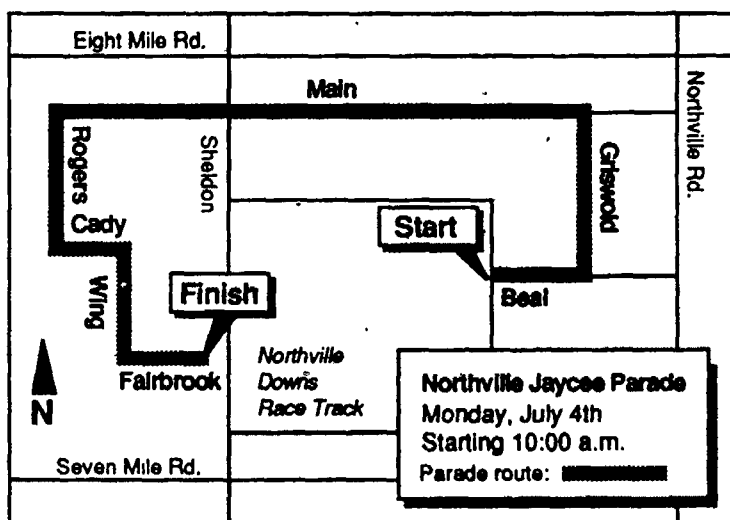 Eight Mile Rd.
Main
Northville Rd.
Rogers
Sheldon
Griswold
Cady
Start
Wing
Finish
Beal
Fairbrook
Northville
Downs
Race Track
N
Seven Mile Rd.
Northville Jaycee Parade
Monday, July 4th
Starting 10:00 a.m.
Parade route: